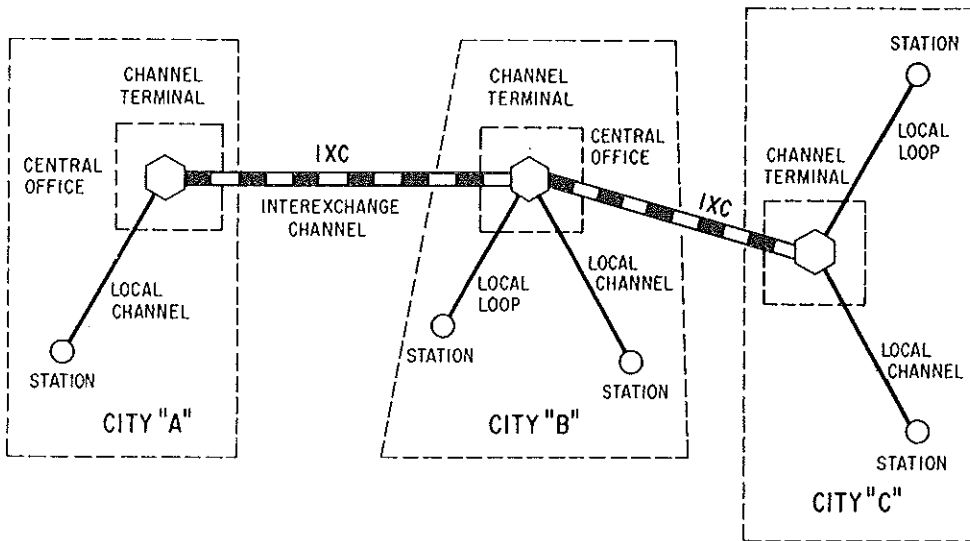 CHANNEL
TERMINAL
CENTRAL
OFFICE
LOCAL
CHANNEL
STATION
CITY "A"
IXC
INTEREXCHANGE
CHANNEL
CHANNEL
TERMINAL
CENTRAL
OFFICE
LOCAL
LOOP
LOCAL
CHANNEL
STATION
STATION
CITY "B"
IXC
STATION
LOCAL
LOOP
CHANNEL
TERMINAL
LOCAL
CHANNEL
STATION
CITY "C"